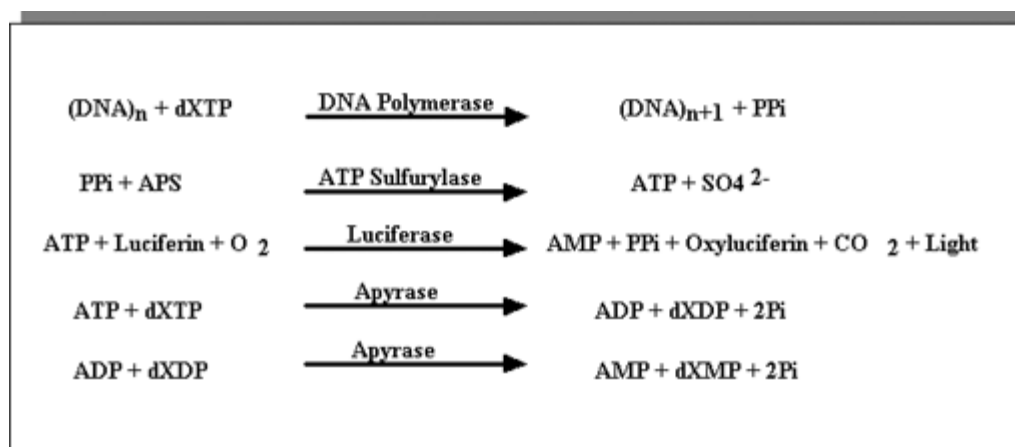 (DNA)n + dXTP DNA Polymerase (DNA)n+1 + PPi
PPi + APS ATP Sulfurylase ATP + SO4 2-
ATP + Luciferin + O 2 Luciferase AMP + PPi + Oxyluciferin + CO 2 + Light
ATP + dXTP Apyrase ADP + dXDP + 2Pi
ADP + dXDP Apyrase AMP + dXMP + 2Pi